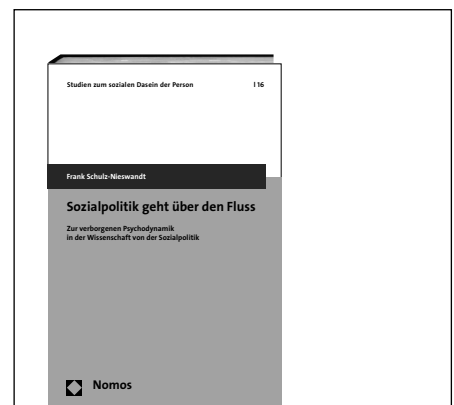 Studien zum sozialen Dasein der Person | 16
Frank Schulz-Nieswandt
Sozialpolitik geht über den Fluss
Zur verborgenen Psychodynamik
in der Wissenschaft von der Sozialpolitik
Nomos